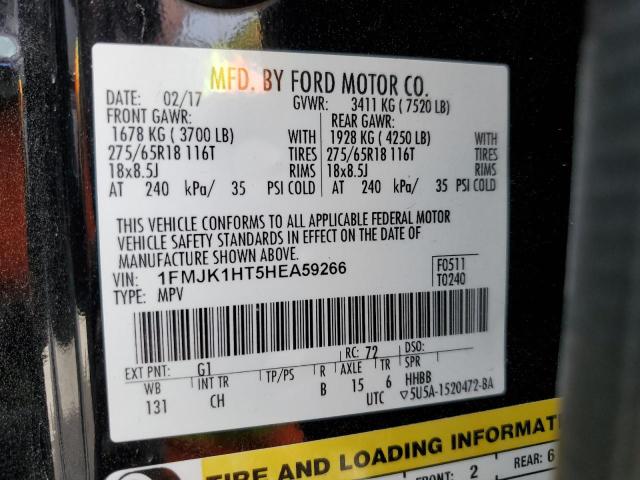 MFD. BY FORD MOTOR CO.
DATE: 02/17 GVWR: 3411 KG ( 7520 LB)
FRONT GAWR: REAR GAWR:
1678 KG ( 3700 LB) WITH 1928 KG ( 4250 LB) WITH
275/65R18 116T TIRES 275/65R18 116T TIRES
18x8.5J RIMS 18x8.5J RIMS
AT 240 kPa/ 35 PSI COLD AT 240 kPa/ 35 PSI COLD
THIS VEHICLE CONFORMS TO ALL APPLICABLE FEDERAL MOTOR
VEHICLE SAFETY STANDARDS IN EFFECT ON THE DATE OF
MANUFACTURE SHOWN ABOVE.
VIN: 1FMJK1HT5HEA59266 F0511
TYPE: MPV T0240
EXT PNT: G1 RC: 72 DSO:
WB INT TR TP/PS R AXLE TR SPR
131 CH B 15 6 HHBB
UTC 5U5A-1520472-BA
TIRE AND LOADING INFORMAT
FRONT: 2 REAR: 6